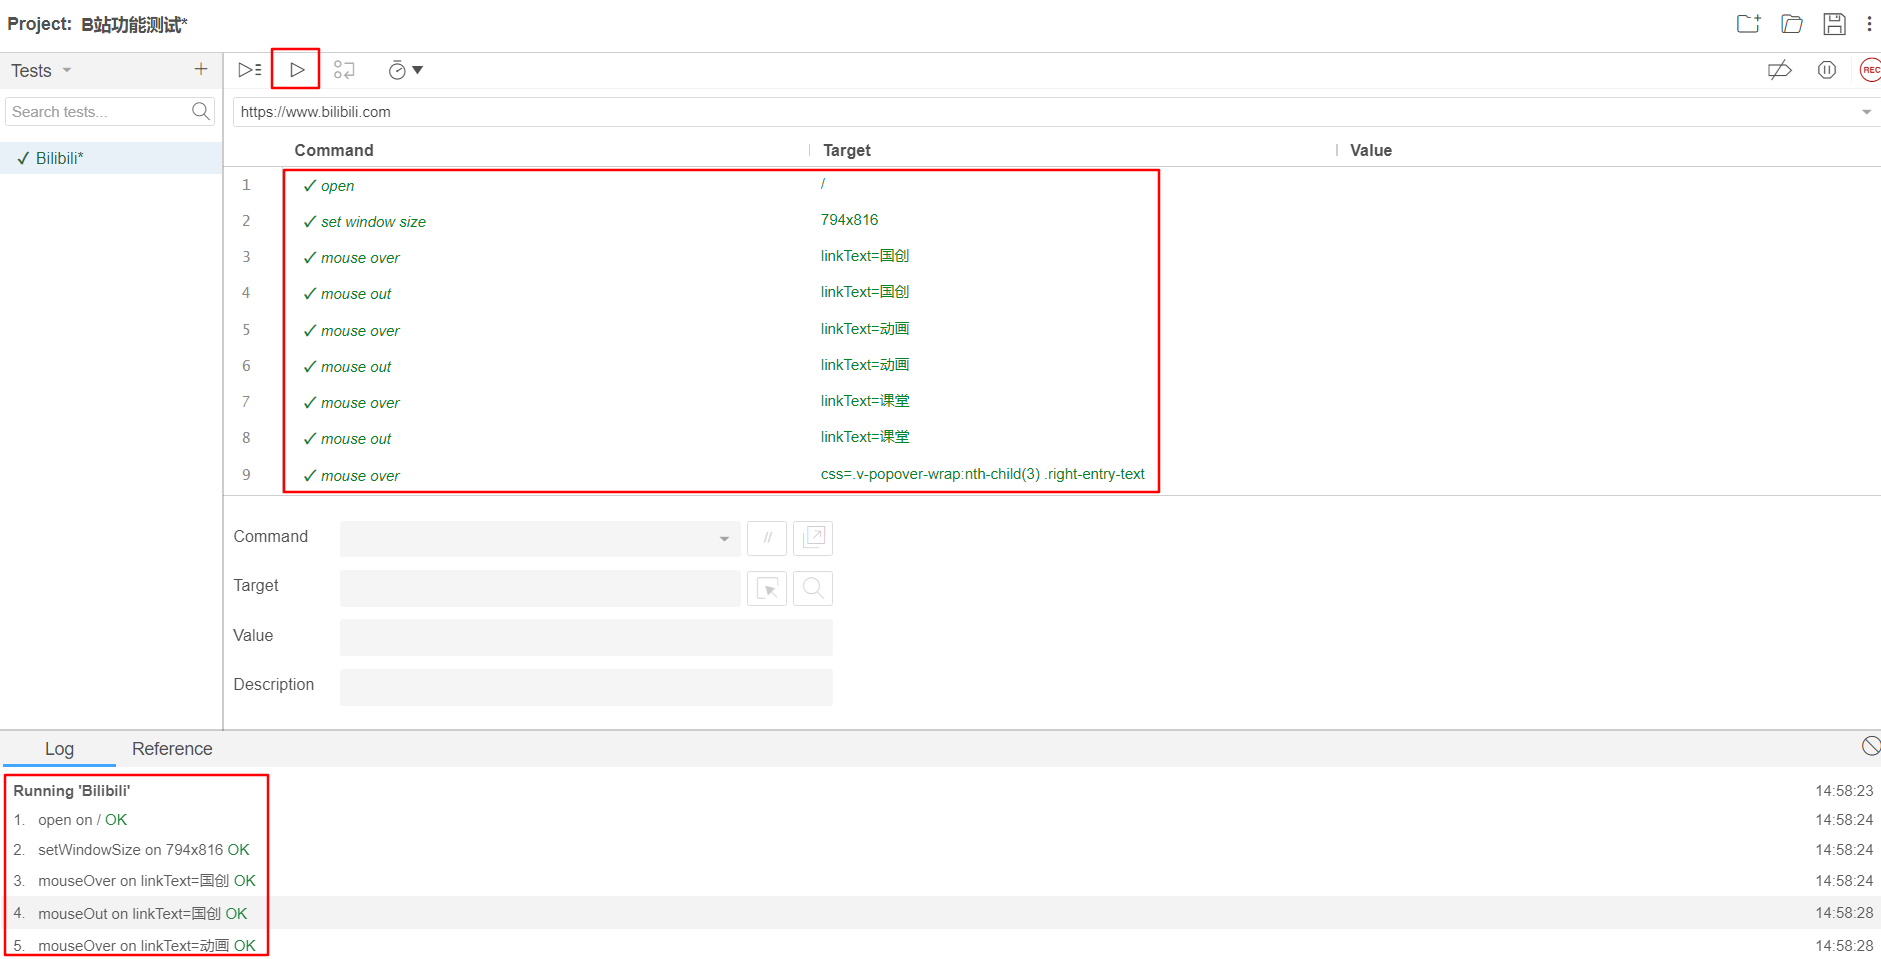 Project: B站功能测试*
Tests
Search tests...
✓ Bilibili*
REC
https://www.bilibili.com
Command Target Value
1 ✓ open /
2 ✓ set window size 794x816
3 ✓ mouse over linkText=国创
4 ✓ mouse out linkText=国创
5 ✓ mouse over linkText=动画
6 ✓ mouse out linkText=动画
7 ✓ mouse over linkText=课堂
8 ✓ mouse out linkText=课堂
9 ✓ mouse over css=.v-popover-wrap:nth-child(3) .right-entry-text
Command //
Target
Value
Description
Log Reference
Running 'Bilibili' 14:58:23
1. open on / OK 14:58:24
2. setWindowSize on 794x816 OK 14:58:24
3. mouseOver on linkText=国创 OK 14:58:24
4. mouseOut on linkText=国创 OK 14:58:28
5. mouseOver on linkText=动画 OK 14:58:28